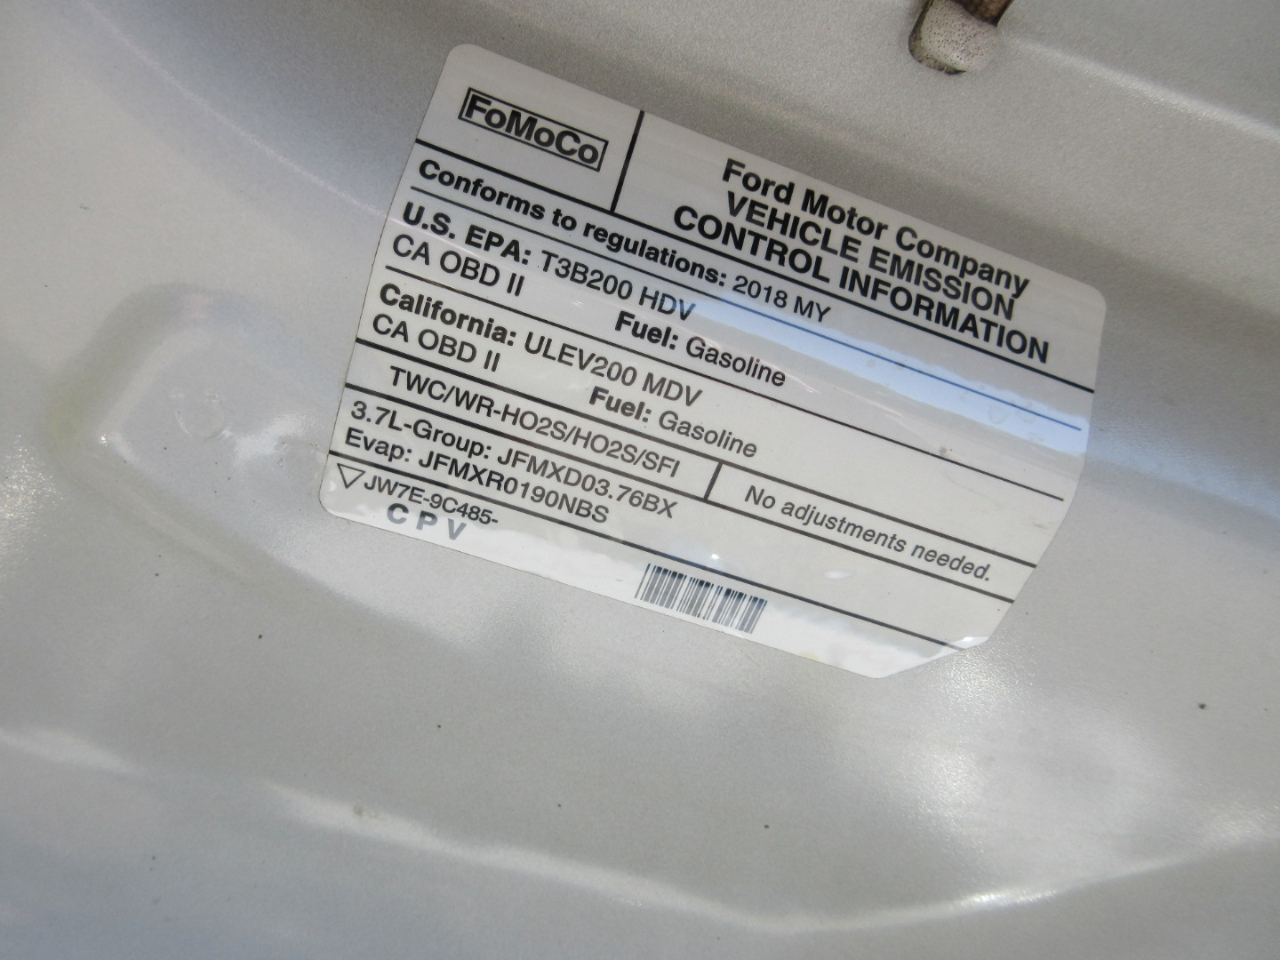 FoMoCo
Ford Motor Company
VEHICLE EMISSION
CONTROL INFORMATION
Conforms to regulations: 2018 MY
U.S. EPA: T3B200 HDV
CA OBD II Fuel: Gasoline
California: ULEV200 MDV
CA OBD II Fuel: Gasoline
TWC/WR-HO2S/HO2S/SFI
No adjustments needed.
3.7L-Group: JFMXD03.76BX
Evap: JFMXR0190NBS
JW7E-9C485-
CPV